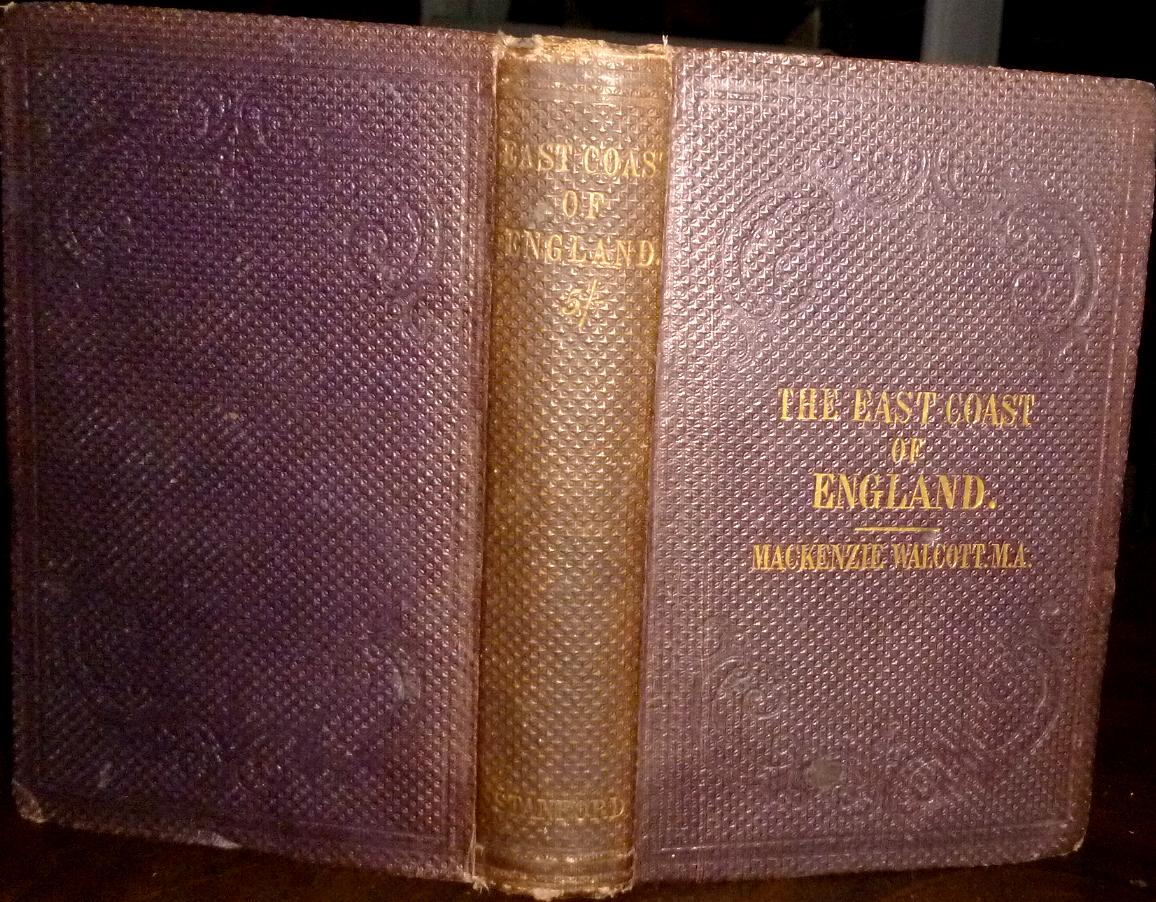 EAST COAST
OF
ENGLAND.
5/-
STANFORD
THE EAST COAST
OF
ENGLAND.
MACKENZIE WALCOTT. M.A.